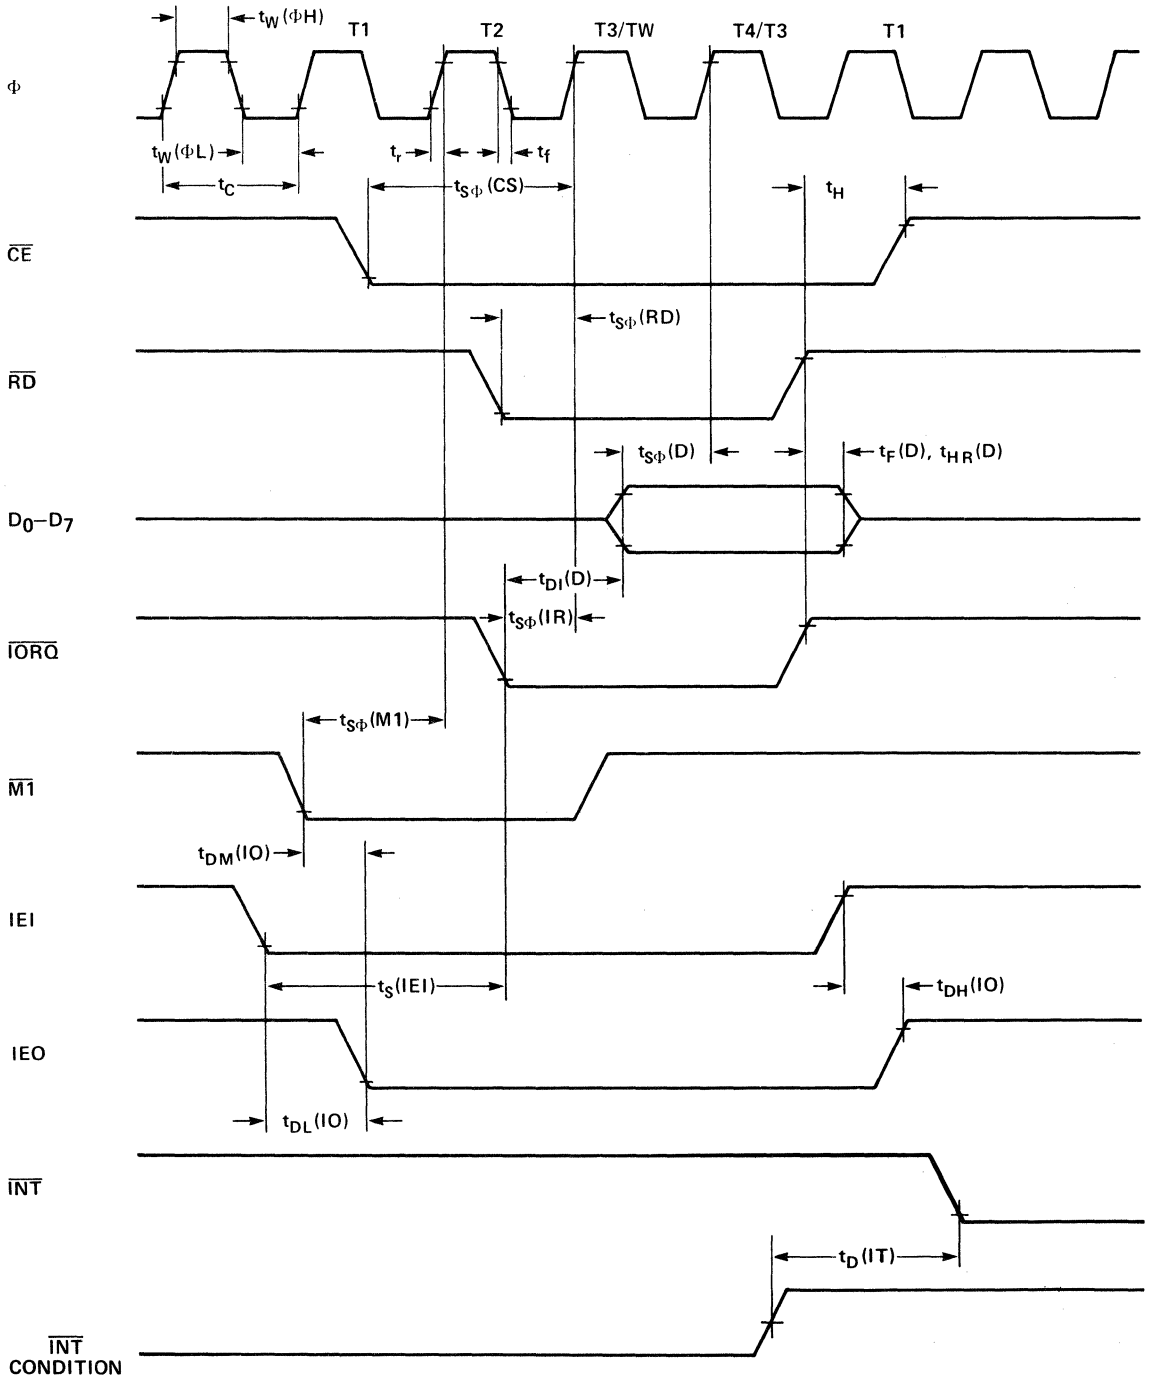 tW(ΦH)
T1 T2 T3/TW T4/T3 T1
Φ
tW(ΦL) tr tf
tC tSΦ(CS) tH
CE
tSΦ(RD)
RD
tSΦ(D) tF(D), tHR(D)
D0–D7
tDI(D)
tSΦ(IR)
IORQ
tSΦ(M1)
M1
tDM(IO)
IEI
tS(IEI) tDH(IO)
IEO
tDL(IO)
INT
tD(IT)
INT
CONDITION